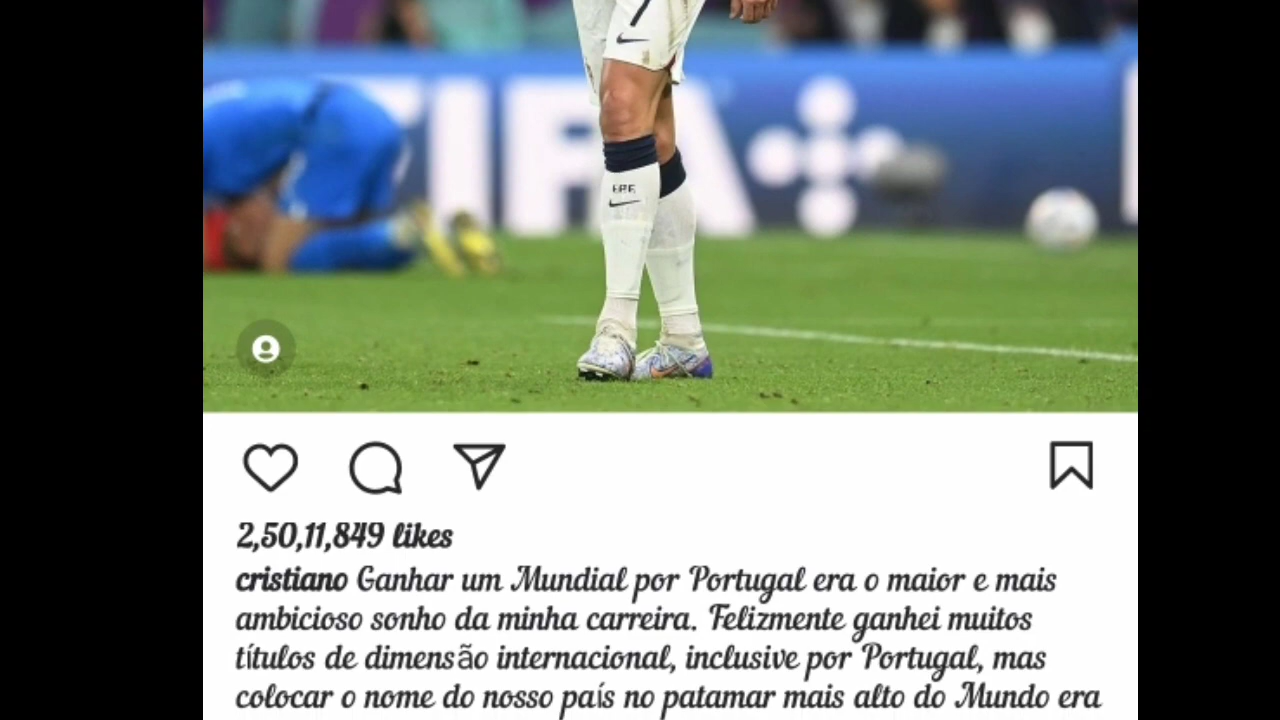 7
FIFA
FPF
2,50,11,849 likes
cristiano Ganhar um Mundial por Portugal era o maior e mais
ambicioso sonho da minha carreira. Felizmente ganhei muitos
títulos de dimensão internacional, inclusive por Portugal, mas
colocar o nome do nosso país no patamar mais alto do Mundo era